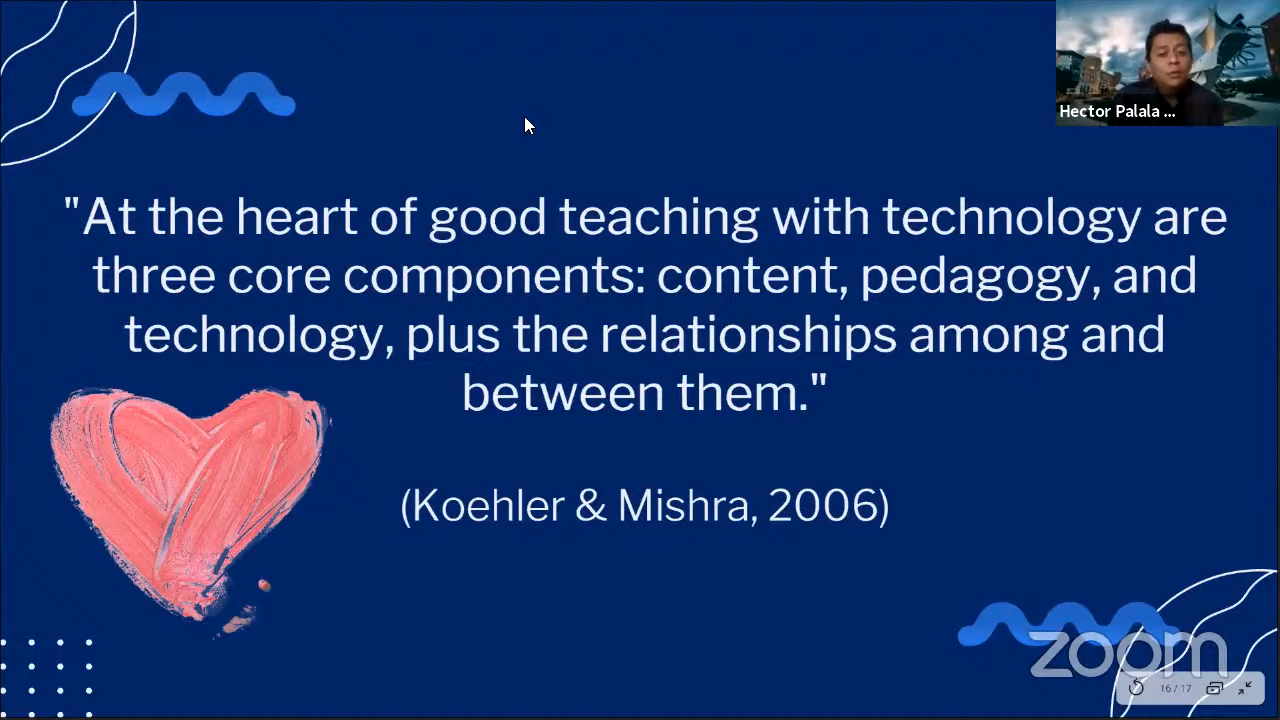 Hector Palala ...
"At the heart of good teaching with technology are
three core components: content, pedagogy, and
technology, plus the relationships among and
between them."
(Koehler & Mishra, 2006)
zoom
16 / 17